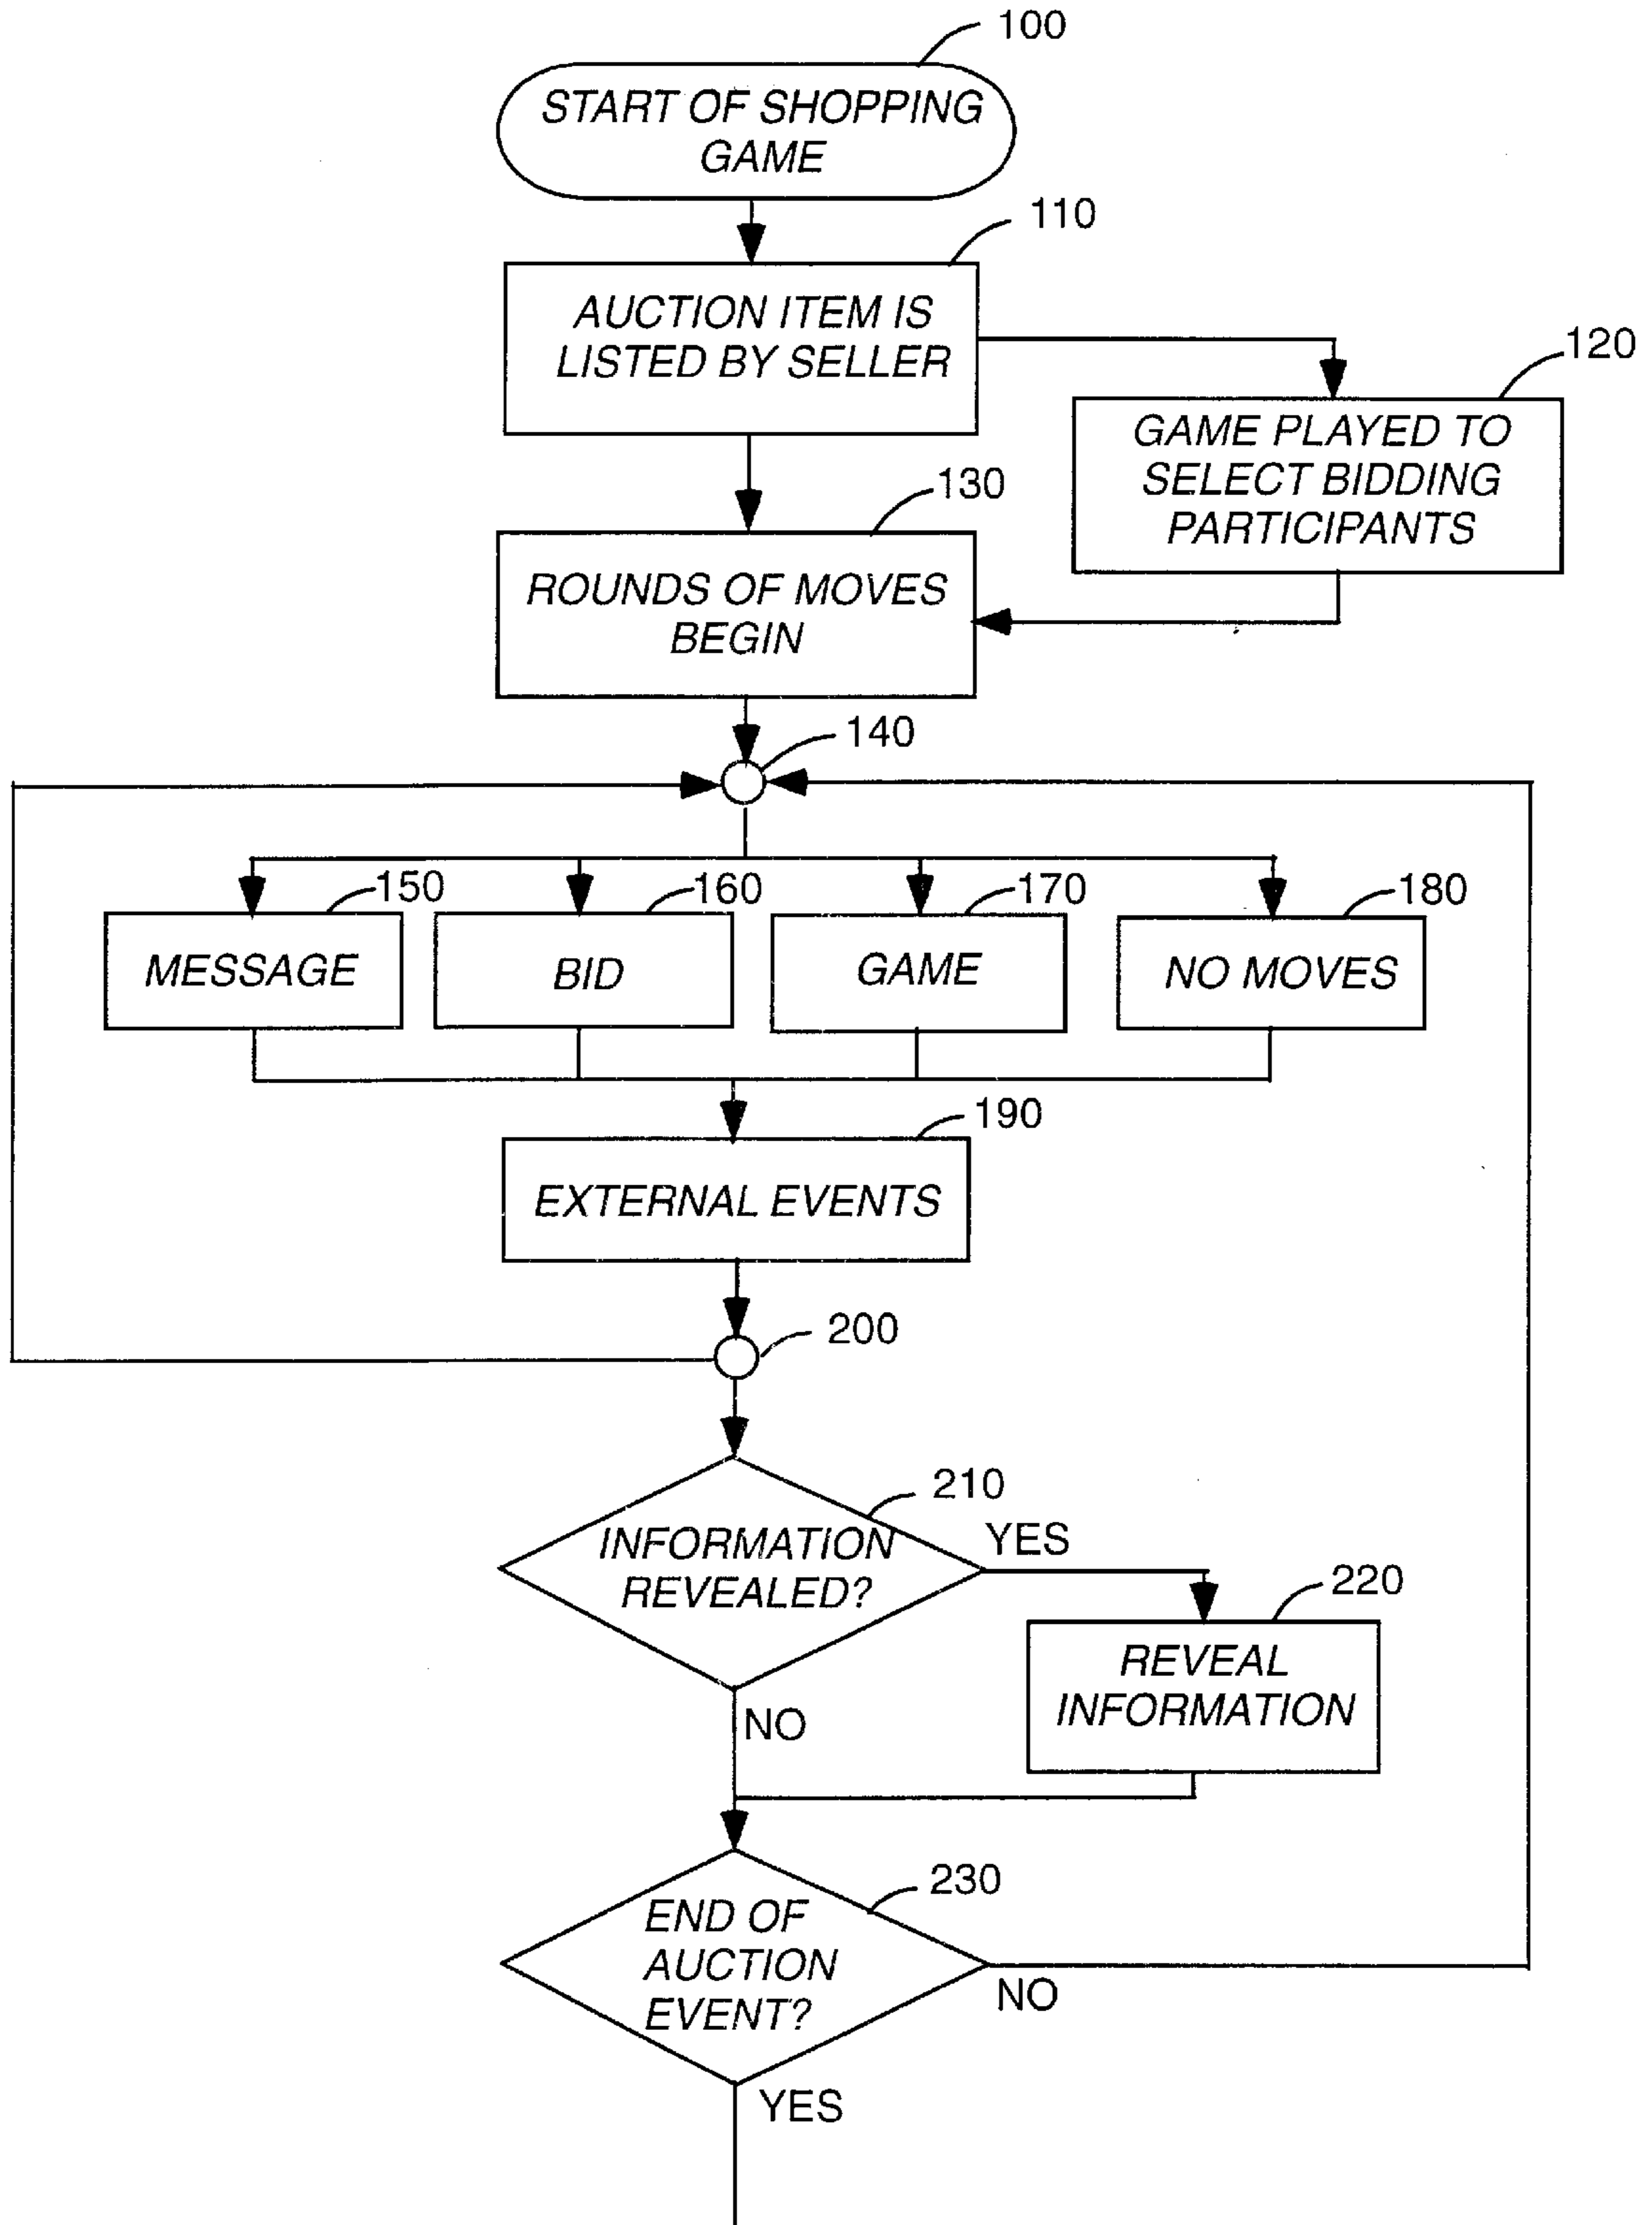 100
START OF SHOPPING
GAME
110
AUCTION ITEM IS
LISTED BY SELLER
120
GAME PLAYED TO
SELECT BIDDING
PARTICIPANTS
130
ROUNDS OF MOVES
BEGIN
140
150
MESSAGE
160
BID
170
GAME
180
NO MOVES
190
EXTERNAL EVENTS
200
210
INFORMATION
REVEALED?
YES
220
REVEAL
INFORMATION
NO
230
END OF
AUCTION
EVENT?
NO
YES